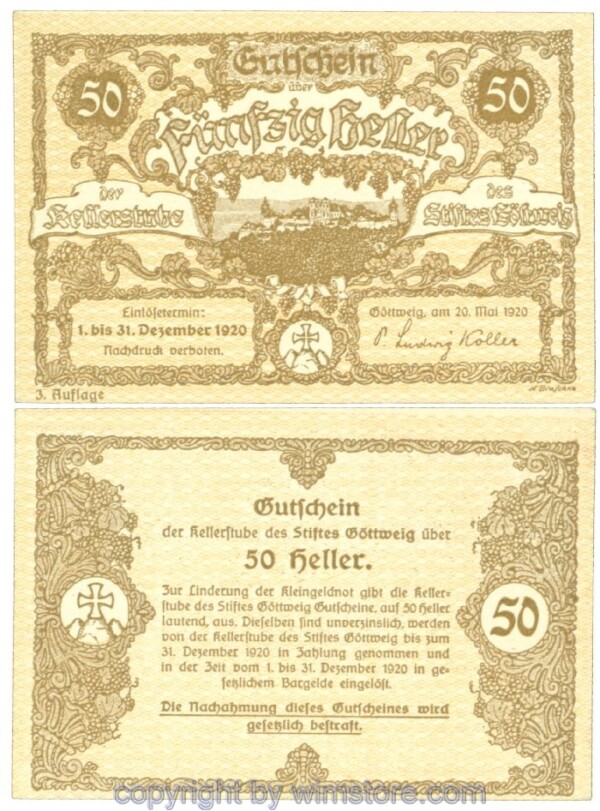 Gutschein
über
50
Fünfzig Heller
50
der
Kellerstube
des
Stiftes Göttweig
Einlösetermin:
1. bis 31. Dezember 1920
Nachdruck verboten.
Göttweig, am 20. Mai 1920
P. Ludwig Koller
3. Auflage
Gutschein
der Kellerstube des Stiftes Göttweig über
50 Heller.
Zur Linderung der Kleingeldnot gibt die Keller=
stube des Stiftes Göttweig Gutscheine, auf 50 Heller
lautend, aus. Dieselben sind unverzinslich, werden
von der Kellerstube des Stiftes Göttweig bis zum
31. Dezember 1920 in Zahlung genommen und
in der Zeit vom 1. bis 31. Dezember 1920 in ge=
setzlichem Bargelde eingelöst.
Die Nachahmung dieses Gutscheines wird
gesetzlich bestraft.
50
copyright by winstore.com